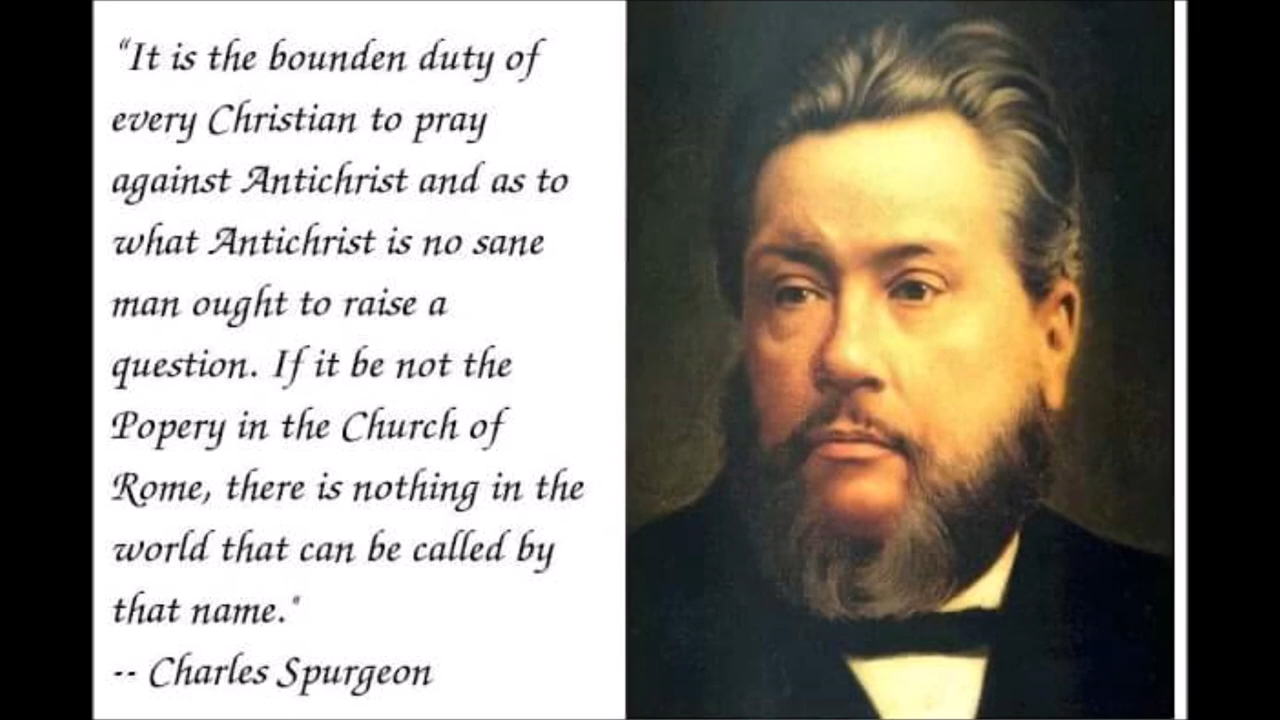 "It is the bounden duty of
every Christian to pray
against Antichrist and as to
what Antichrist is no sane
man ought to raise a
question. If it be not the
Popery in the Church of
Rome, there is nothing in the
world that can be called by
that name."
-- Charles Spurgeon